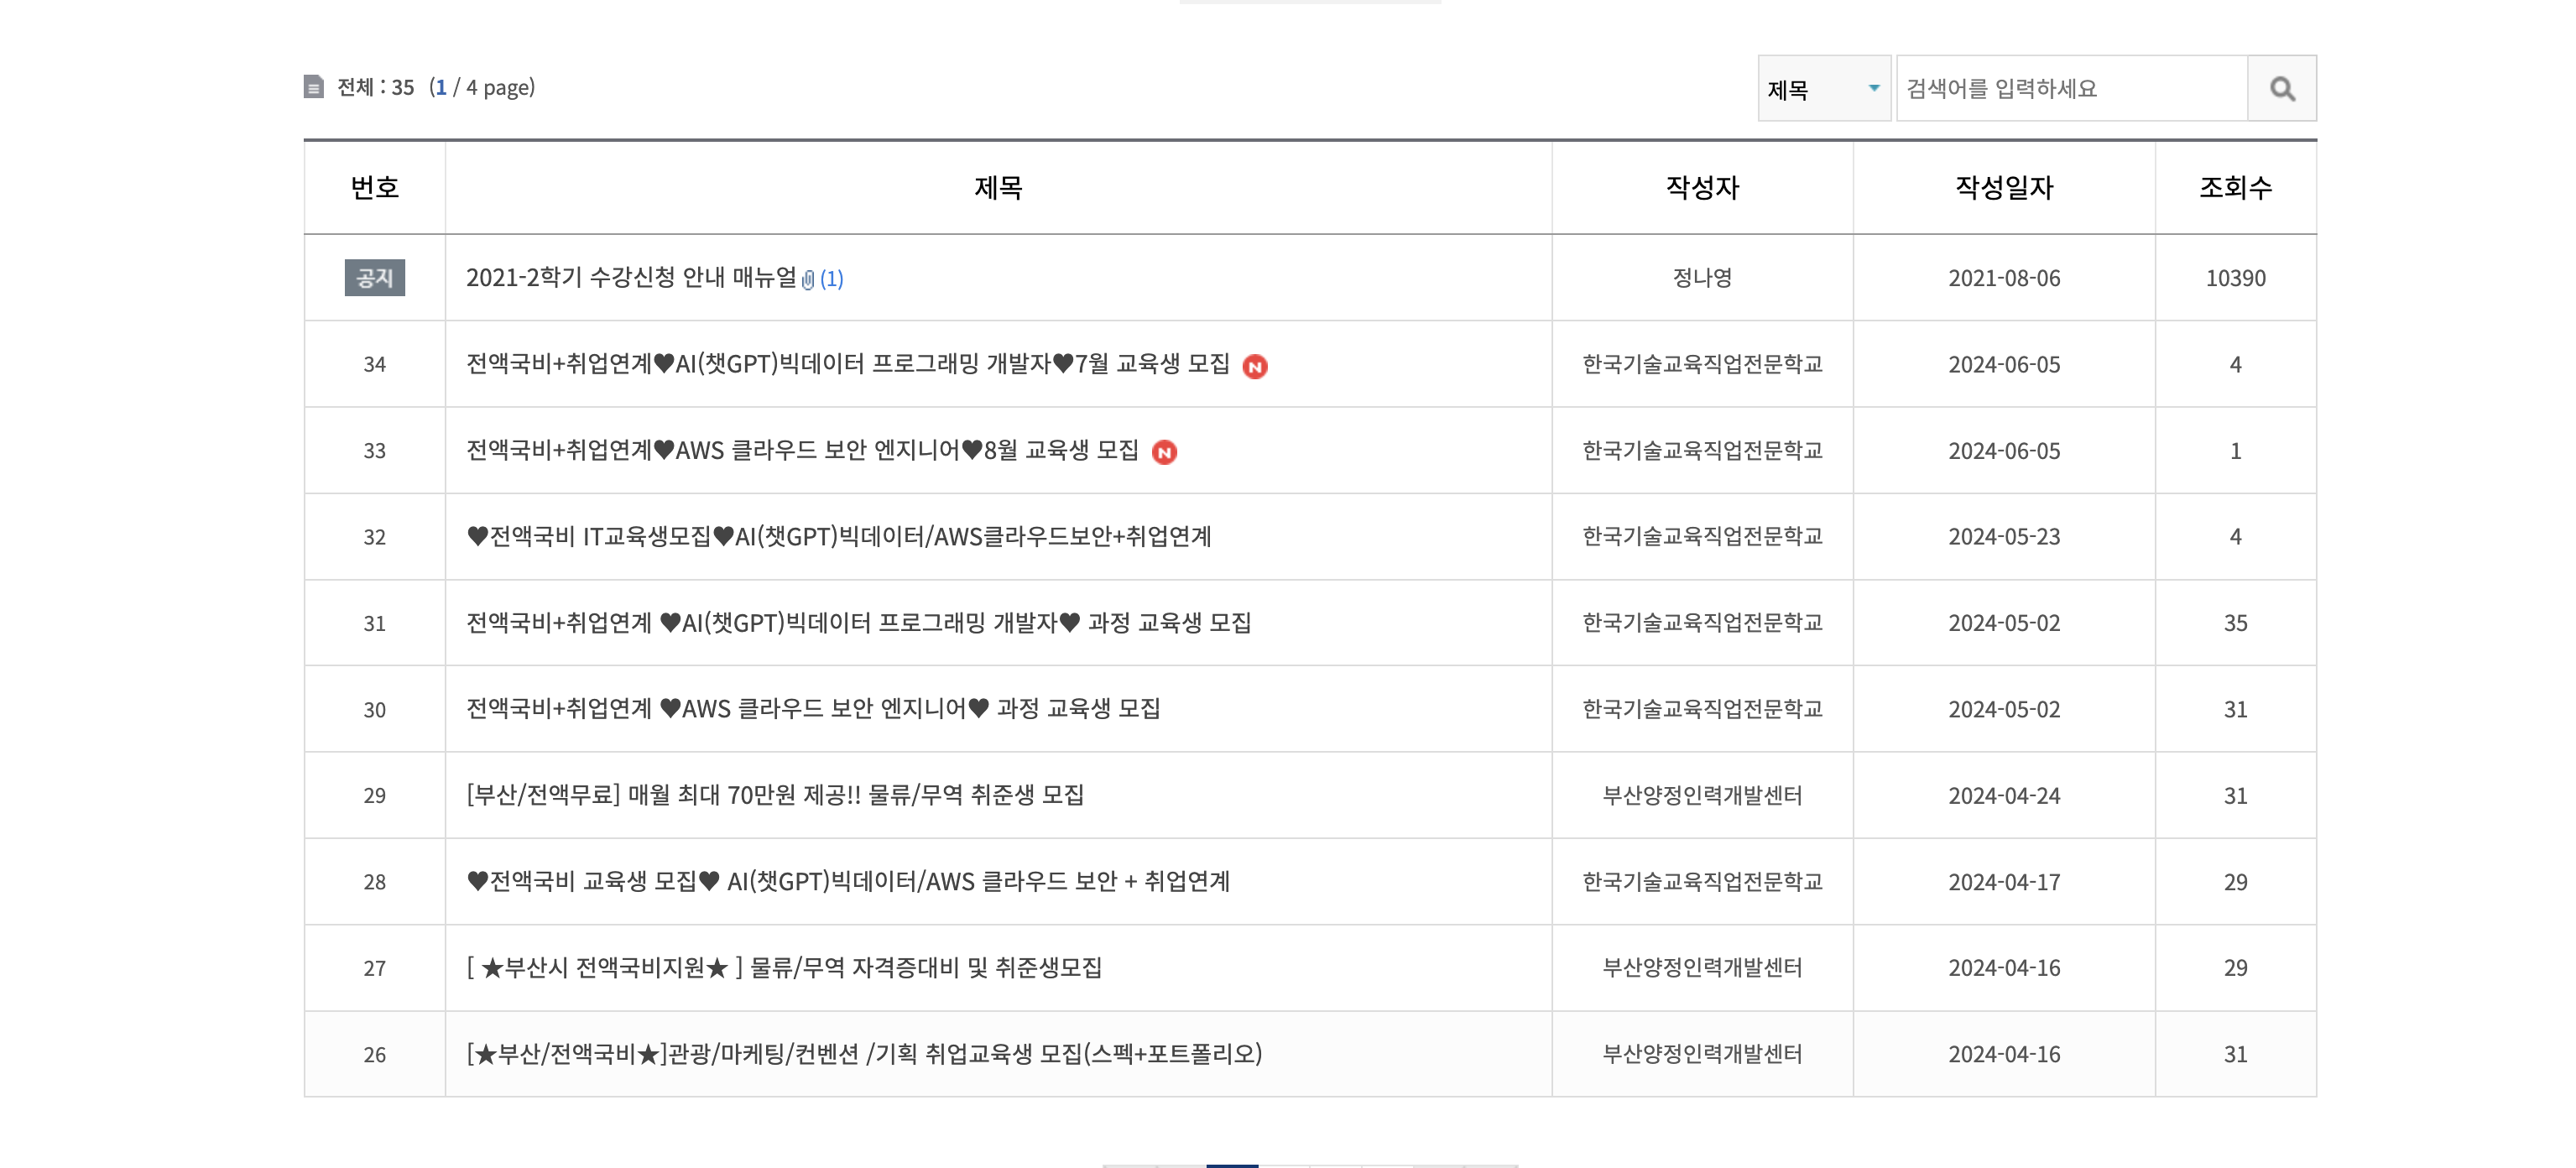 전체 : 35 (1 / 4 page)
제목
검색어를 입력하세요
번호 제목 작성자 작성일자 조회수
공지 2021-2학기 수강신청 안내 매뉴얼 (1) 정나영 2021-08-06 10390
34 전액국비+취업연계♥AI(챗GPT)빅데이터 프로그래밍 개발자♥7월 교육생 모집 N 한국기술교육직업전문학교 2024-06-05 4
33 전액국비+취업연계♥AWS 클라우드 보안 엔지니어♥8월 교육생 모집 N 한국기술교육직업전문학교 2024-06-05 1
32 ♥전액국비 IT교육생모집♥AI(챗GPT)빅데이터/AWS클라우드보안+취업연계 한국기술교육직업전문학교 2024-05-23 4
31 전액국비+취업연계 ♥AI(챗GPT)빅데이터 프로그래밍 개발자♥ 과정 교육생 모집 한국기술교육직업전문학교 2024-05-02 35
30 전액국비+취업연계 ♥AWS 클라우드 보안 엔지니어♥ 과정 교육생 모집 한국기술교육직업전문학교 2024-05-02 31
29 [부산/전액무료] 매월 최대 70만원 제공!! 물류/무역 취준생 모집 부산양정인력개발센터 2024-04-24 31
28 ♥전액국비 교육생 모집♥ AI(챗GPT)빅데이터/AWS 클라우드 보안 + 취업연계 한국기술교육직업전문학교 2024-04-17 29
27 [ ★부산시 전액국비지원★ ] 물류/무역 자격증대비 및 취준생모집 부산양정인력개발센터 2024-04-16 29
26 [★부산/전액국비★]관광/마케팅/컨벤션 /기획 취업교육생 모집(스펙+포트폴리오) 부산양정인력개발센터 2024-04-16 31